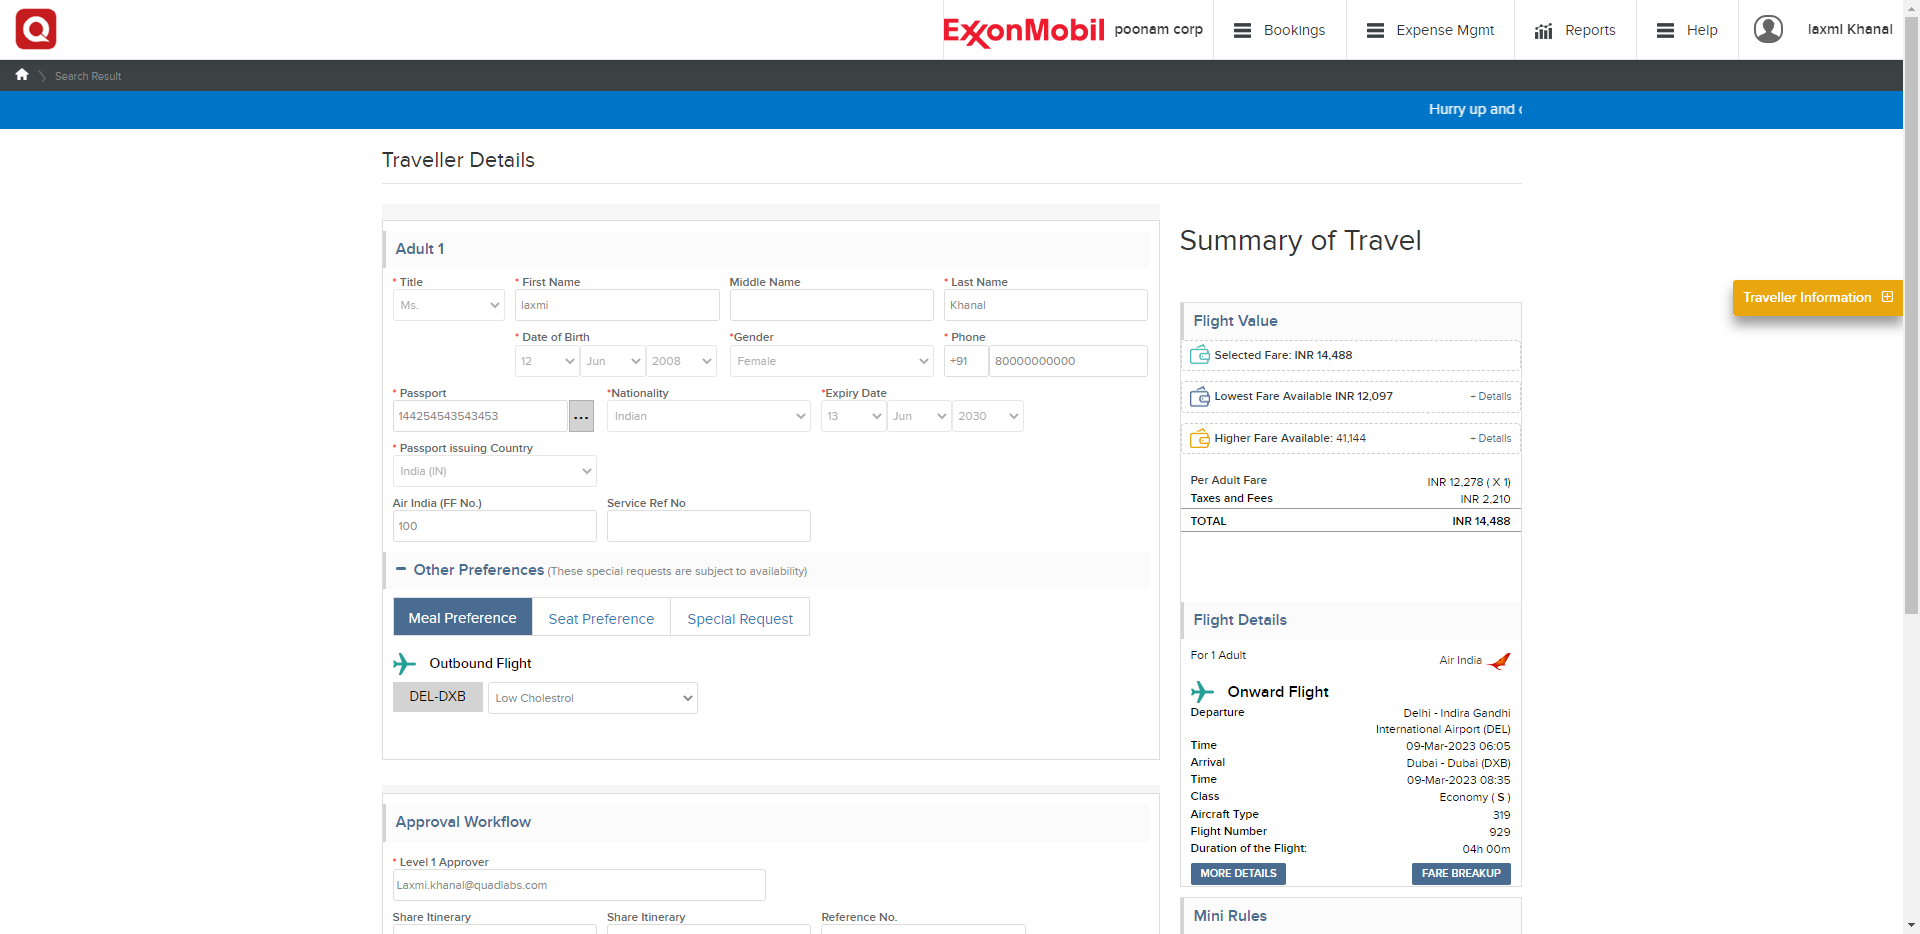 Q
ExxonMobil
poonam corp
Bookings
Expense Mgmt
Reports
Help
laxmI Khanal
Search Result
Hurry up and
Traveller Details
Adult 1
* Title
* First Name
Middle Name
* Last Name
Ms.
laxmi
Khanal
* Date of Birth
*Gender
* Phone
12
Jun
2008
Female
+91
80000000000
* Passport
*Nationality
*Expiry Date
144254543543453
...
Indian
13
Jun
2030
* Passport issuing Country
India (IN)
Air India (FF No.)
Service Ref No
100
Other Preferences (These special requests are subject to availability)
Meal Preference
Seat Preference
Special Request
Outbound Flight
DEL-DXB
Low Cholestrol
Approval Workflow
* Level 1 Approver
Laxmi.khanal@quadlabs.com
Share Itinerary
Share Itinerary
Reference No.
Summary of Travel
Traveller Information
Flight Value
Selected Fare: INR 14,488
Lowest Fare Available INR 12,097
- Details
Higher Fare Available: 41,144
- Details
Per Adult Fare
INR 12,278 ( X 1)
Taxes and Fees
INR 2,210
TOTAL
INR 14,488
Flight Details
For 1 Adult
Air India
Onward Flight
Departure
Delhi - Indira Gandhi
International Airport (DEL)
Time
09-Mar-2023 06:05
Arrival
Dubai - Dubai (DXB)
Time
09-Mar-2023 08:35
Class
Economy ( S )
Aircraft Type
319
Flight Number
929
Duration of the Flight:
04h 00m
MORE DETAILS
FARE BREAKUP
Mini Rules